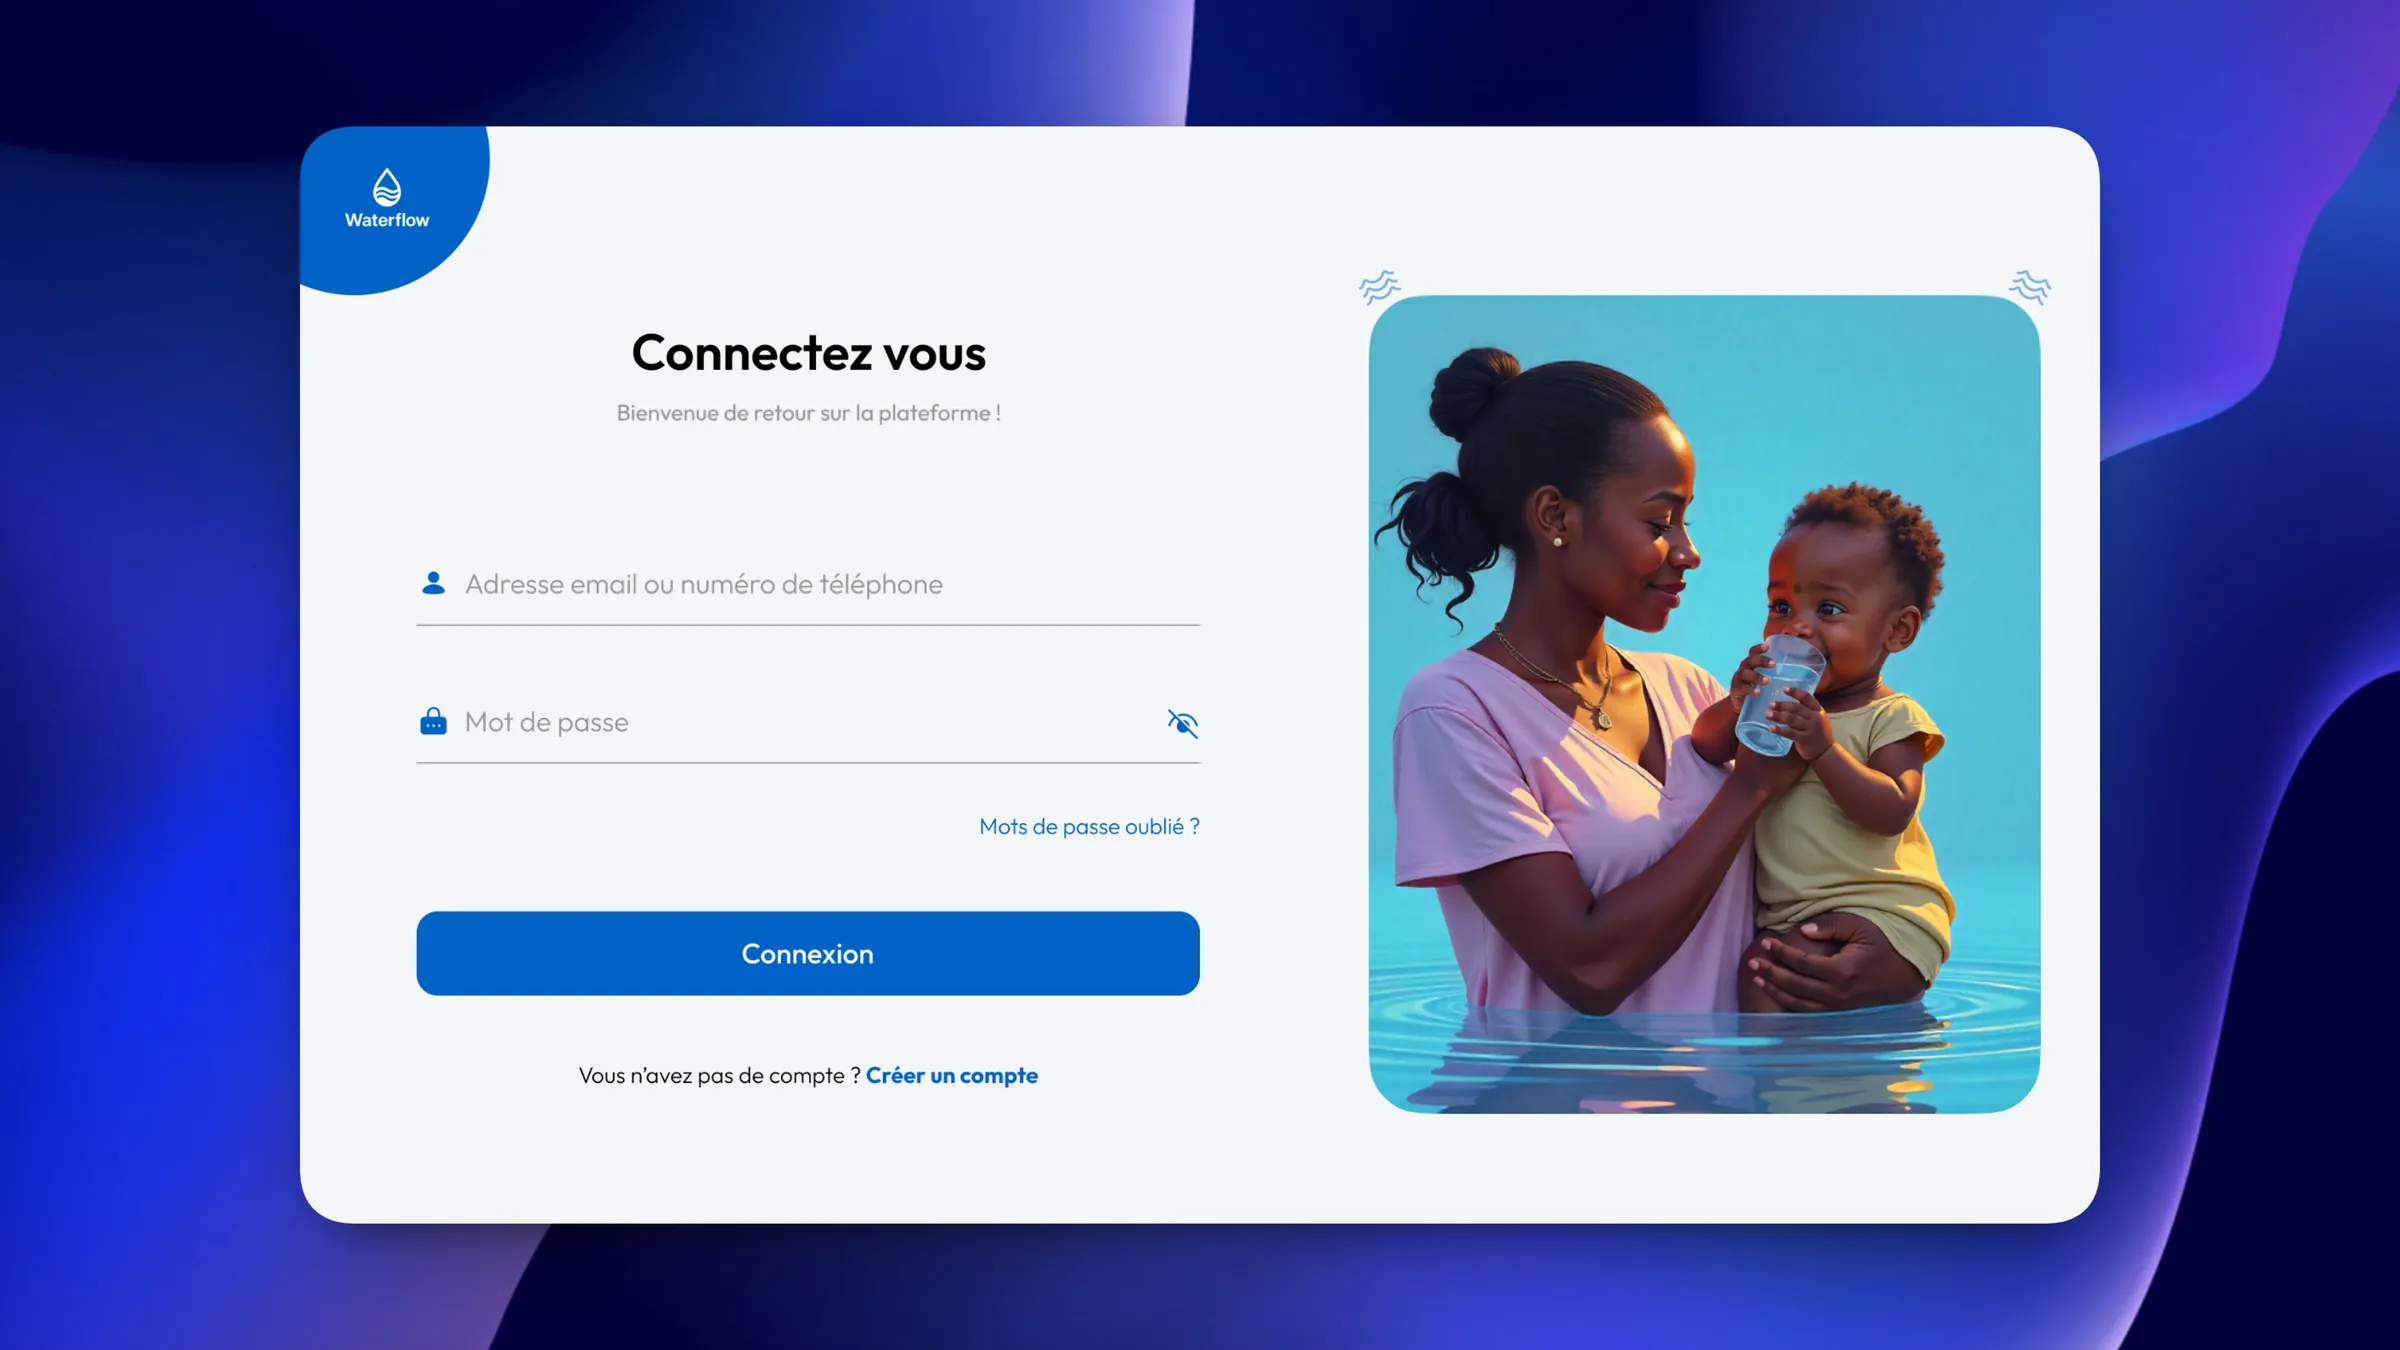 Waterflow
Connectez vous
Bienvenue de retour sur la plateforme !
Adresse email ou numéro de téléphone
Mot de passe
Mots de passe oublié ?
Connexion
Vous n’avez pas de compte ? Créer un compte